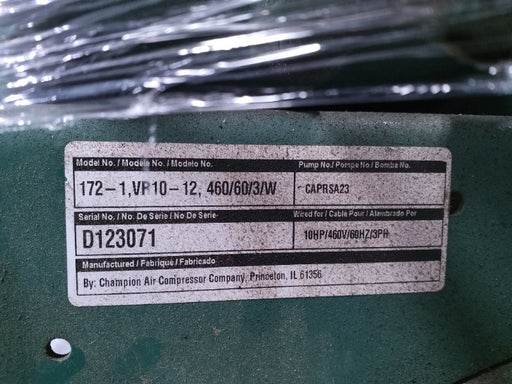 Model No. / Modèle No. / Modelo No.
Pump No./ Pompe No./ Bomba No.
172-1,VR10-12, 460/60/3/W
CAPRSA23
Serial No. / No. De Série / No De Serie
Wired for / Cable Pour / Alambrado Por
D123071
10HP/460V/60HZ/3PH
Manufactured / Fabrique / Fabricado
By: Champion Air Compressor Company, Princeton, IL 61356